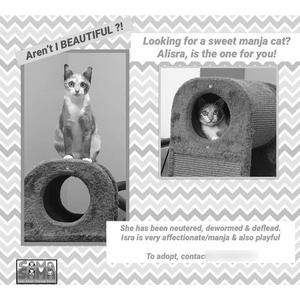 Aren't I BEAUTIFUL ?!
Looking for a sweet manja cat?
Alisra, is the one for you!
She has been neutered, dewormed & deflead.
Isra is very affectionate/manja & also playful
To adopt, contac